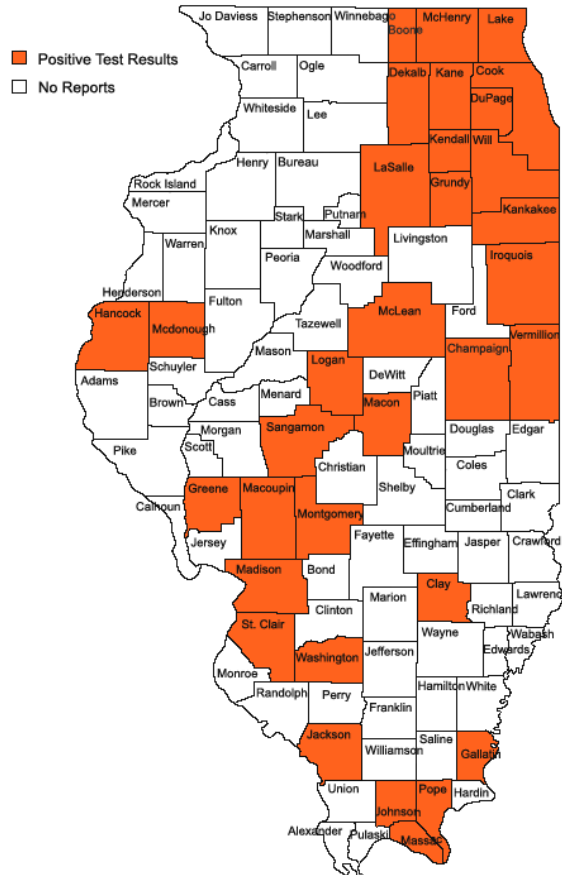 Jo Daviess Stephenson Winnebago
Boone McHenry Lake
Positive Test Results
No Reports
Carroll Ogle Dekalb Kane Cook
DuPage
Whiteside Lee
Kendall Will
Henry Bureau LaSalle
Rock Island Grundy
Mercer Stark Putnam Kankakee
Knox Marshall Livingston
Warren Peoria Woodford Iroquois
Henderson Fulton
Hancock Mcdonough Tazewell McLean Ford Vermillion
Mason Logan Champaign
Schuyler DeWitt
Adams Menard Macon Piatt
Brown Cass
Morgan Sangamon Douglas Edgar
Pike Scott Christian Moultrie Coles
Greene Macoupin Shelby
Calhoun Montgomery Cumberland Clark
Jersey Fayette Effingham Jasper Crawford
Madison Bond Clay
Clinton Marion Richland Lawrenc
St. Clair Wayne Wabash
Washington Jefferson Edwards
Monroe Hamilton White
Randolph Perry
Franklin
Jackson Saline
Williamson Gallatin
Union Pope Hardin
Johnson
Alexander Pulaski Massac